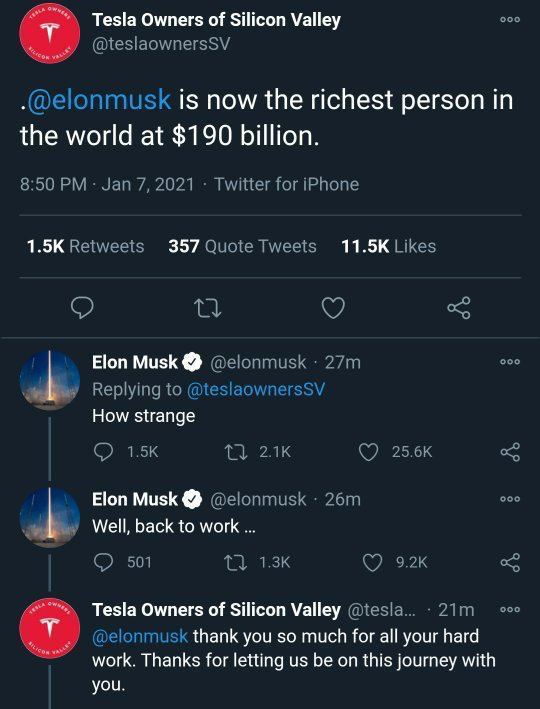 Tesla Owners of Silicon Valley
@teslaownersSV
.@elonmusk is now the richest person in
the world at $190 billion.
8:50 PM · Jan 7, 2021 · Twitter for iPhone
1.5K Retweets 357 Quote Tweets 11.5K Likes
Elon Musk @elonmusk · 27m
Replying to @teslaownersSV
How strange
1.5K 2.1K 25.6K
Elon Musk @elonmusk · 26m
Well, back to work ...
501 1.3K 9.2K
TESLA OWNERS
SILICON VALLEY
Tesla Owners of Silicon Valley @tesla... · 21m
@elonmusk thank you so much for all your hard
work. Thanks for letting us be on this journey with
you.